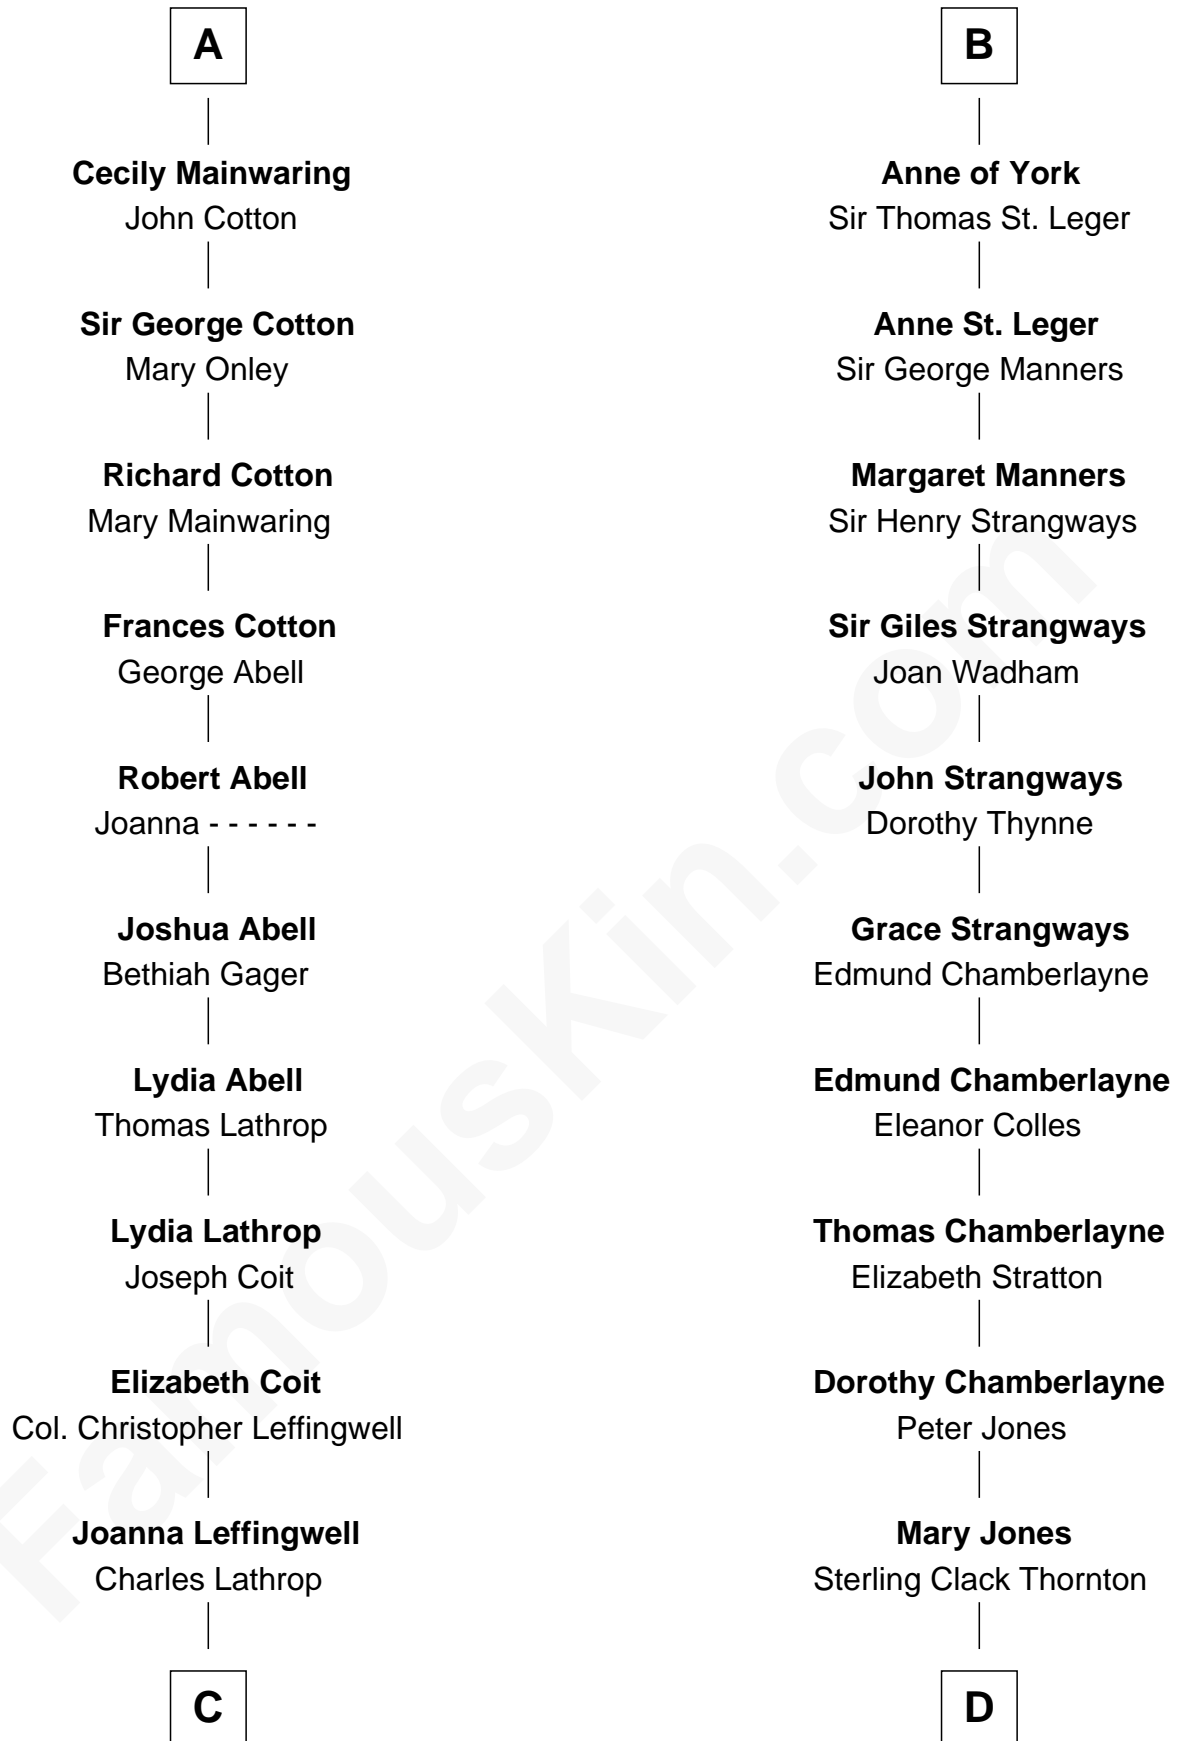 A
Cecily Mainwaring
John Cotton
Sir George Cotton
Mary Onley
Richard Cotton
Mary Mainwaring
Frances Cotton
George Abell
Robert Abell
Joanna - - - - - -
Joshua Abell
Bethiah Gager
Lydia Abell
Thomas Lathrop
Lydia Lathrop
Joseph Coit
Elizabeth Coit
Col. Christopher Leffingwell
Joanna Leffingwell
Charles Lathrop
C
B
Anne of York
Sir Thomas St. Leger
Anne St. Leger
Sir George Manners
Margaret Manners
Sir Henry Strangways
Sir Giles Strangways
Joan Wadham
John Strangways
Dorothy Thynne
Grace Strangways
Edmund Chamberlayne
Edmund Chamberlayne
Eleanor Colles
Thomas Chamberlayne
Elizabeth Stratton
Dorothy Chamberlayne
Peter Jones
Mary Jones
Sterling Clack Thornton
D
FamousKin.com